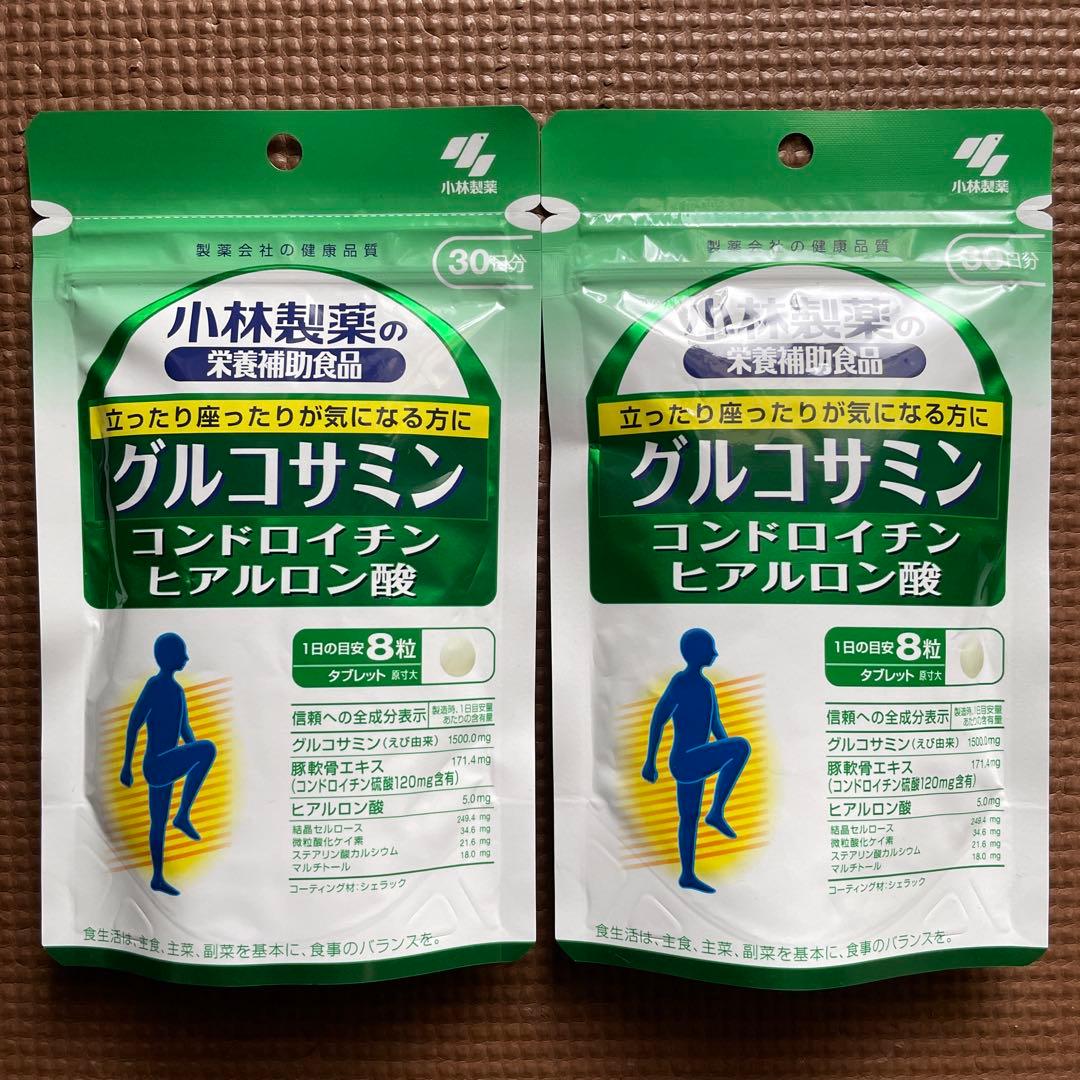 小林製薬
製薬会社の健康品質
30日分
小林製薬の
栄養補助食品
立ったり座ったりが気になる方に
グルコサミン
コンドロイチン
ヒアルロン酸
1日の目安8粒
タブレット 原寸大
信頼への全成分表示 製造時、1日目安量
あたりの含有量
グルコサミン(えび由来) 1500.0mg
豚軟骨エキス 171.4mg
(コンドロイチン硫酸120mg含有)
ヒアルロン酸 5.0mg
結晶セルロース 249.4 mg
微粒酸化ケイ素 34.6 mg
ステアリン酸カルシウム 21.6 mg
マルチトール 18.0 mg
コーティング材:シェラック
食生活は、主食、主菜、副菜を基本に、食事のバランスを。
小林製薬
製薬会社の健康品質
30日分
小林製薬の
栄養補助食品
立ったり座ったりが気になる方に
グルコサミン
コンドロイチン
ヒアルロン酸
1日の目安8粒
タブレット 原寸大
信頼への全成分表示 製造時、1日目安量
あたりの含有量
グルコサミン(えび由来) 1500.0mg
豚軟骨エキス 171.4mg
(コンドロイチン硫酸120mg含有)
ヒアルロン酸 5.0mg
結晶セルロース 249.4 mg
微粒酸化ケイ素 34.6 mg
ステアリン酸カルシウム 21.6 mg
マルチトール 18.0 mg
コーティング材:シェラック
食生活は、主食、主菜、副菜を基本に、食事のバランスを。